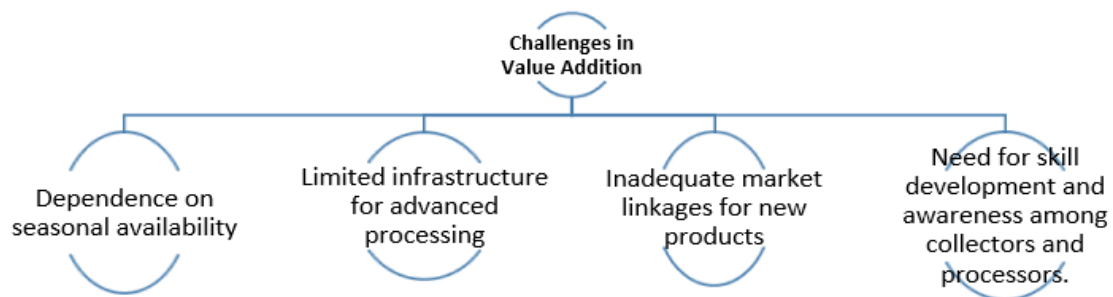 Challenges in
Value Addition
Dependence on
seasonal availability
Limited infrastructure
for advanced
processing
Inadequate market
linkages for new
products
Need for skill
development and
awareness among
collectors and
processors.